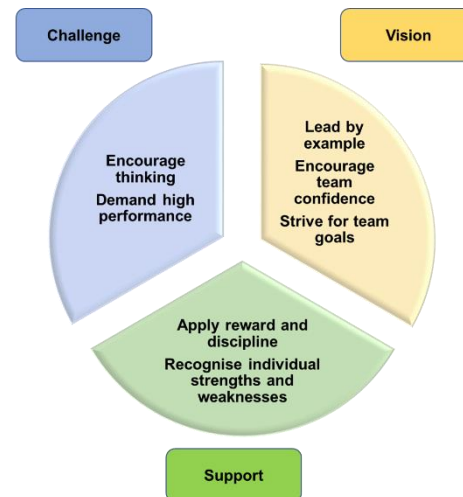 Challenge
Vision
Encourage
thinking
Demand high
performance
Lead by
example
Encourage
team
confidence
Strive for team
goals
Apply reward and
discipline
Recognise individual
strengths and
weaknesses
Support